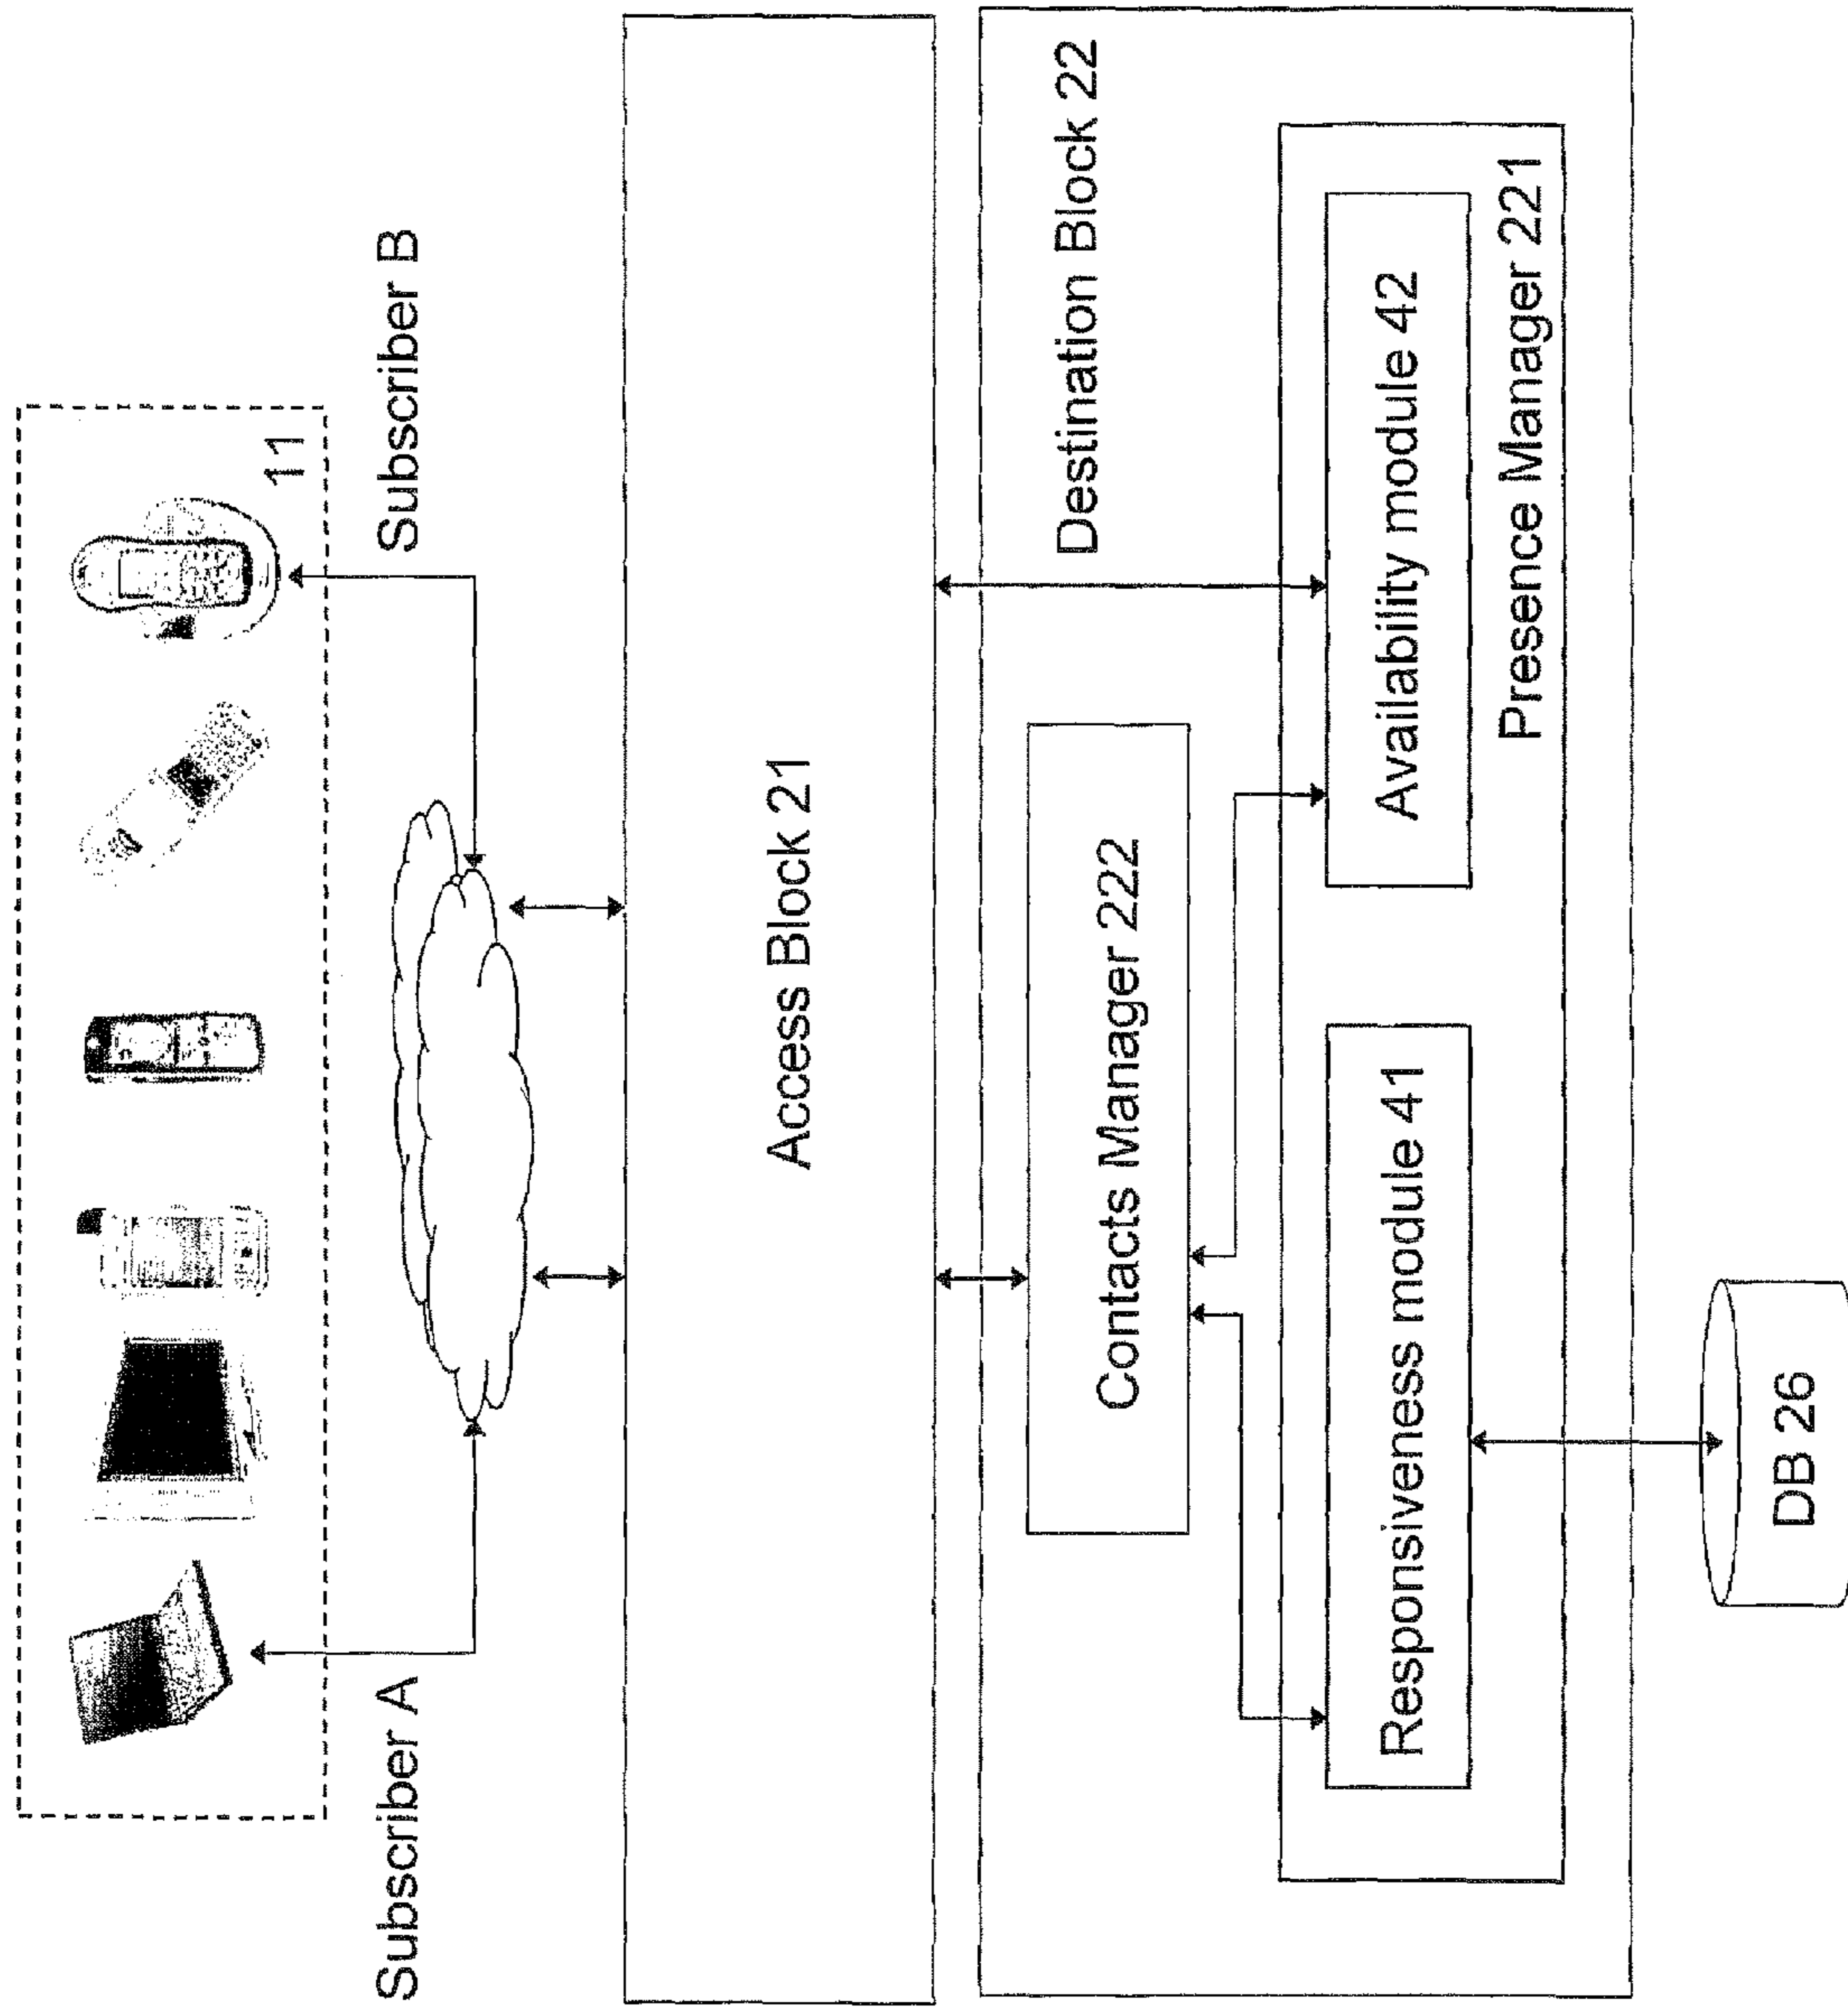 11
Subscriber A
Subscriber B
Access Block 21
Destination Block 22
Contacts Manager 222
Responsiveness module 41
Availability module 42
Presence Manager 221
DB 26